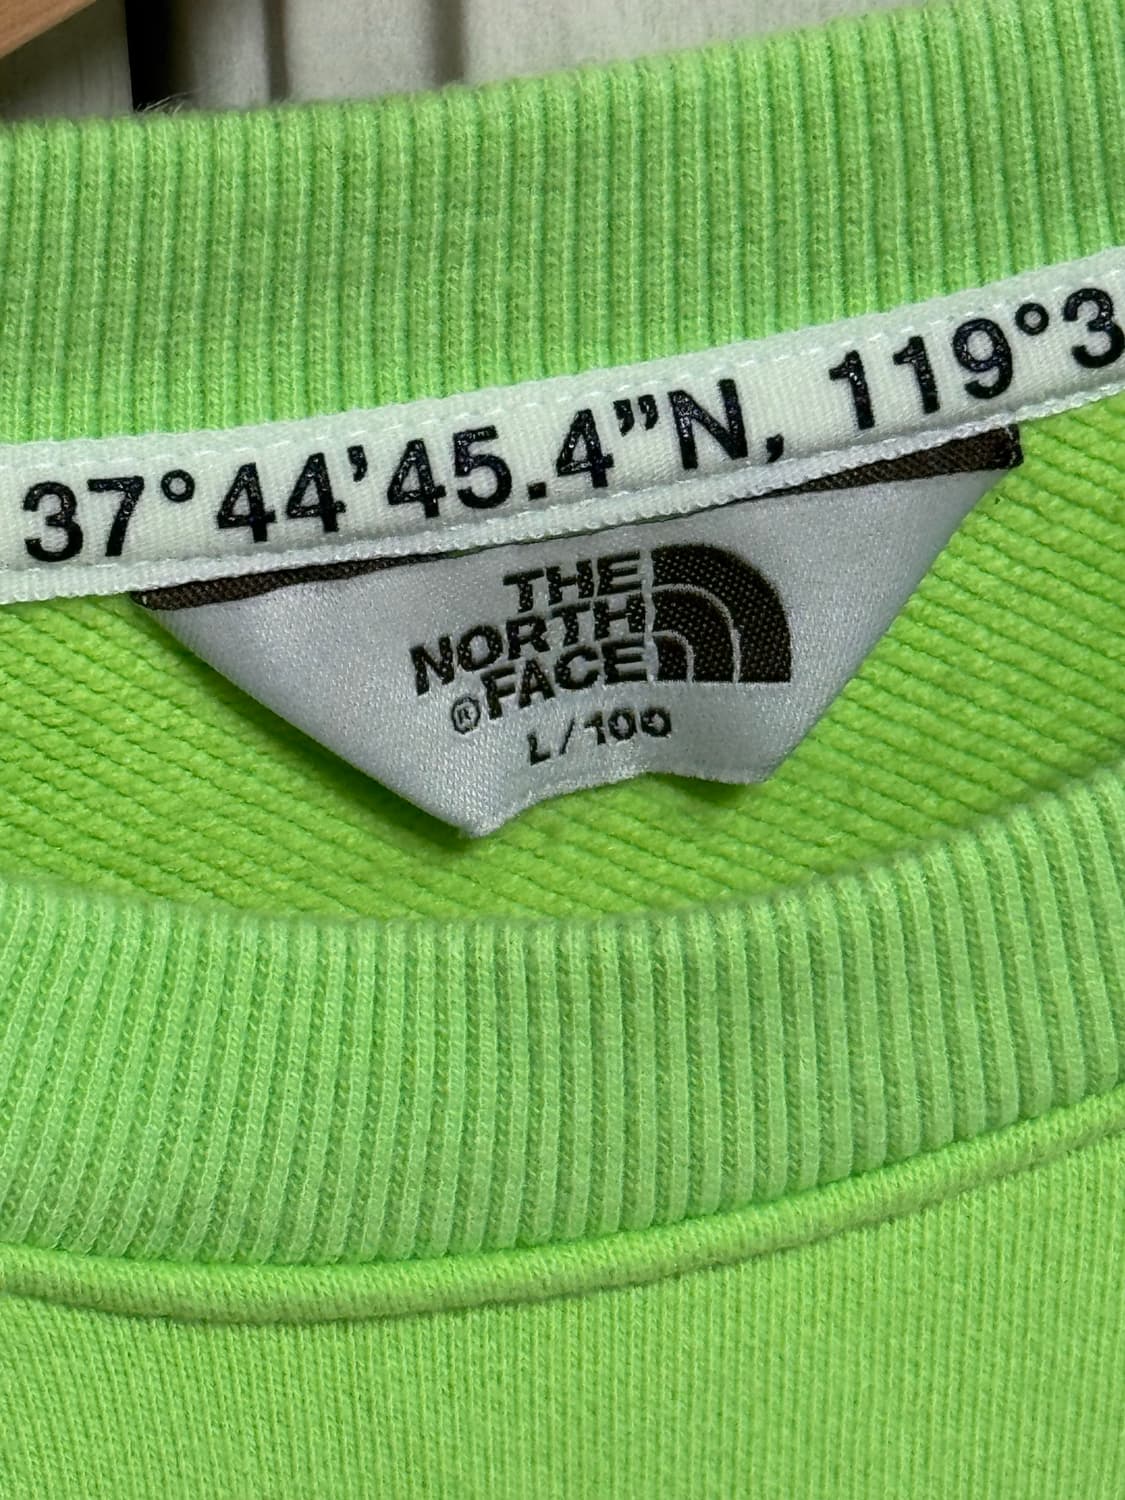 37°44’45.4”N, 119°3
THE
NORTH
®FACE
L/100